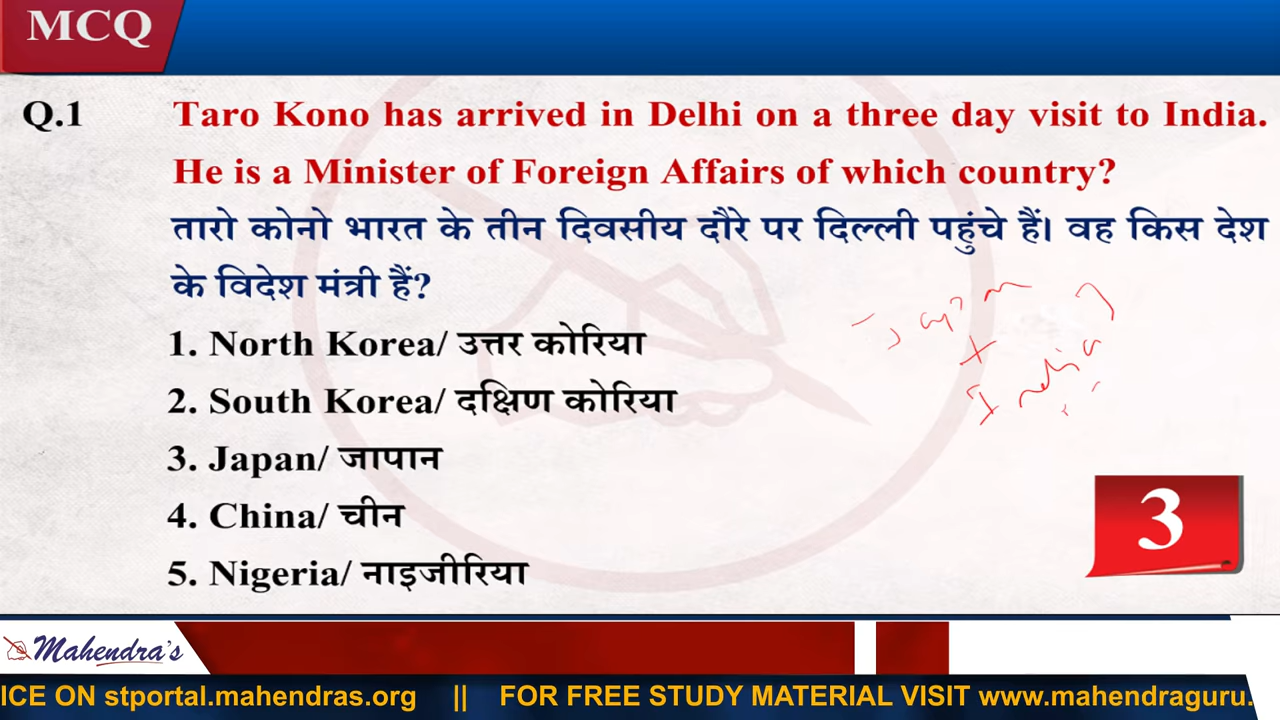 MCQ
Q.1 Taro Kono has arrived in Delhi on a three day visit to India.
He is a Minister of Foreign Affairs of which country?
तारो कोनो भारत के तीन दिवसीय दौरे पर दिल्ली पहुंचे हैं। वह किस देश
के विदेश मंत्री हैं?
1. North Korea/ उत्तर कोरिया
2. South Korea/ दक्षिण कोरिया
3. Japan/ जापान
4. China/ चीन
5. Nigeria/ नाइजीरिया
Japan
+
India
3
Mahendra's
ICE ON stportal.mahendras.org || FOR FREE STUDY MATERIAL VISIT www.mahendraguru.